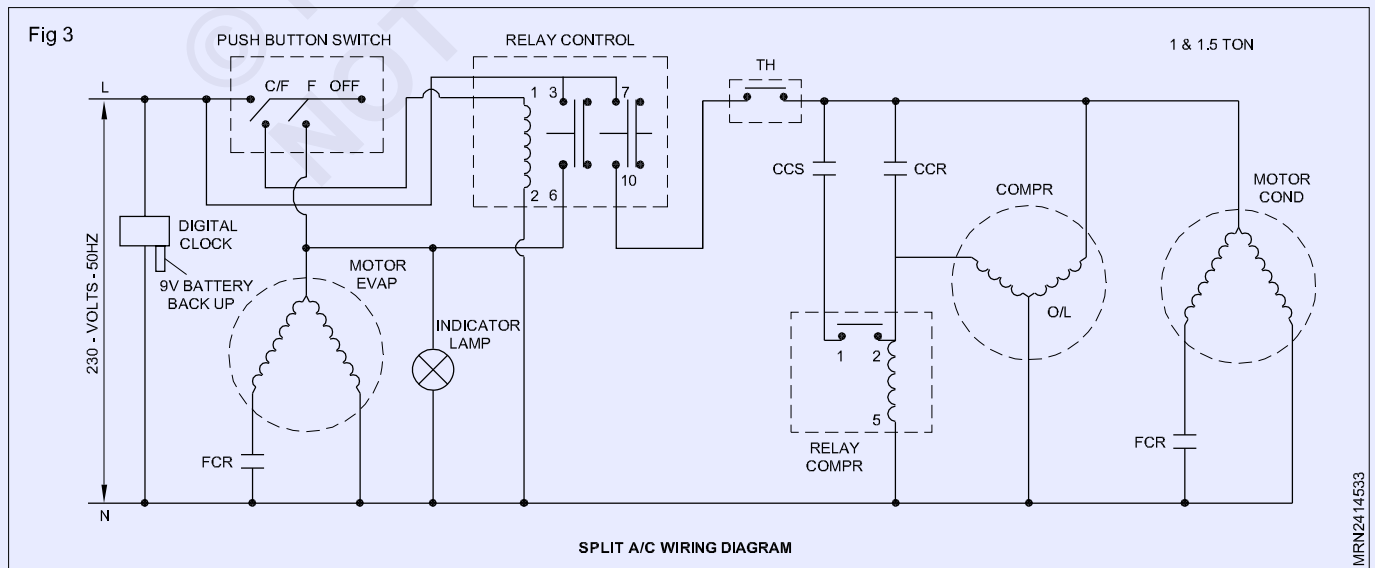 Fig 3
PUSH BUTTON SWITCH
RELAY CONTROL
1 & 1.5 TON
L
C/F F OFF
1 3 7
TH
2 6 10
CCS
CCR
COMPR
MOTOR
COND
DIGITAL
CLOCK
9V BATTERY
BACK UP
230 - VOLTS - 50HZ
MOTOR
EVAP
INDICATOR
LAMP
O/L
1 2
5
RELAY
COMPR
FCR
FCR
N
SPLIT A/C WIRING DIAGRAM
MRN2414533
©
NOT